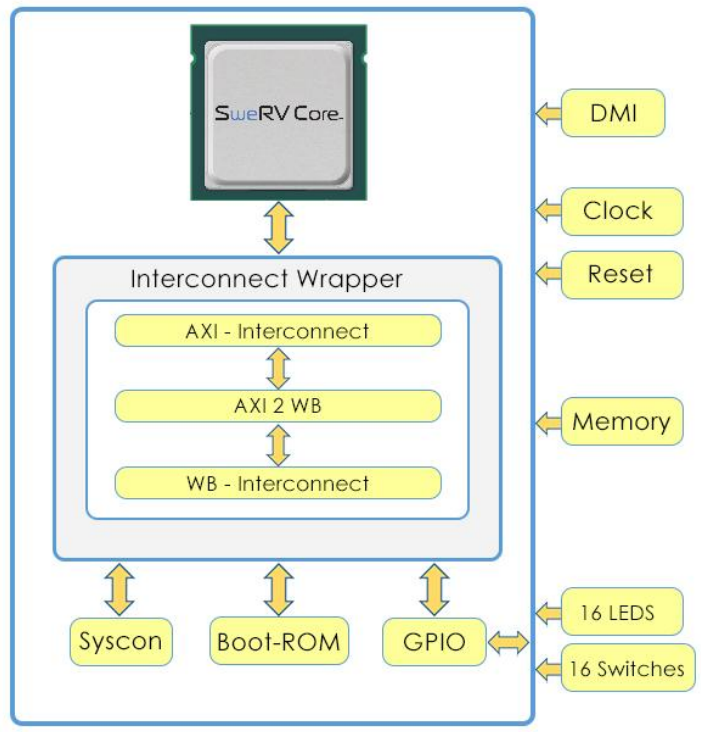 SweRV Core™
DMI
Clock
Reset
Interconnect Wrapper
AXI - Interconnect
AXI 2 WB
WB - Interconnect
Memory
Syscon
Boot-ROM
GPIO
16 LEDS
16 Switches